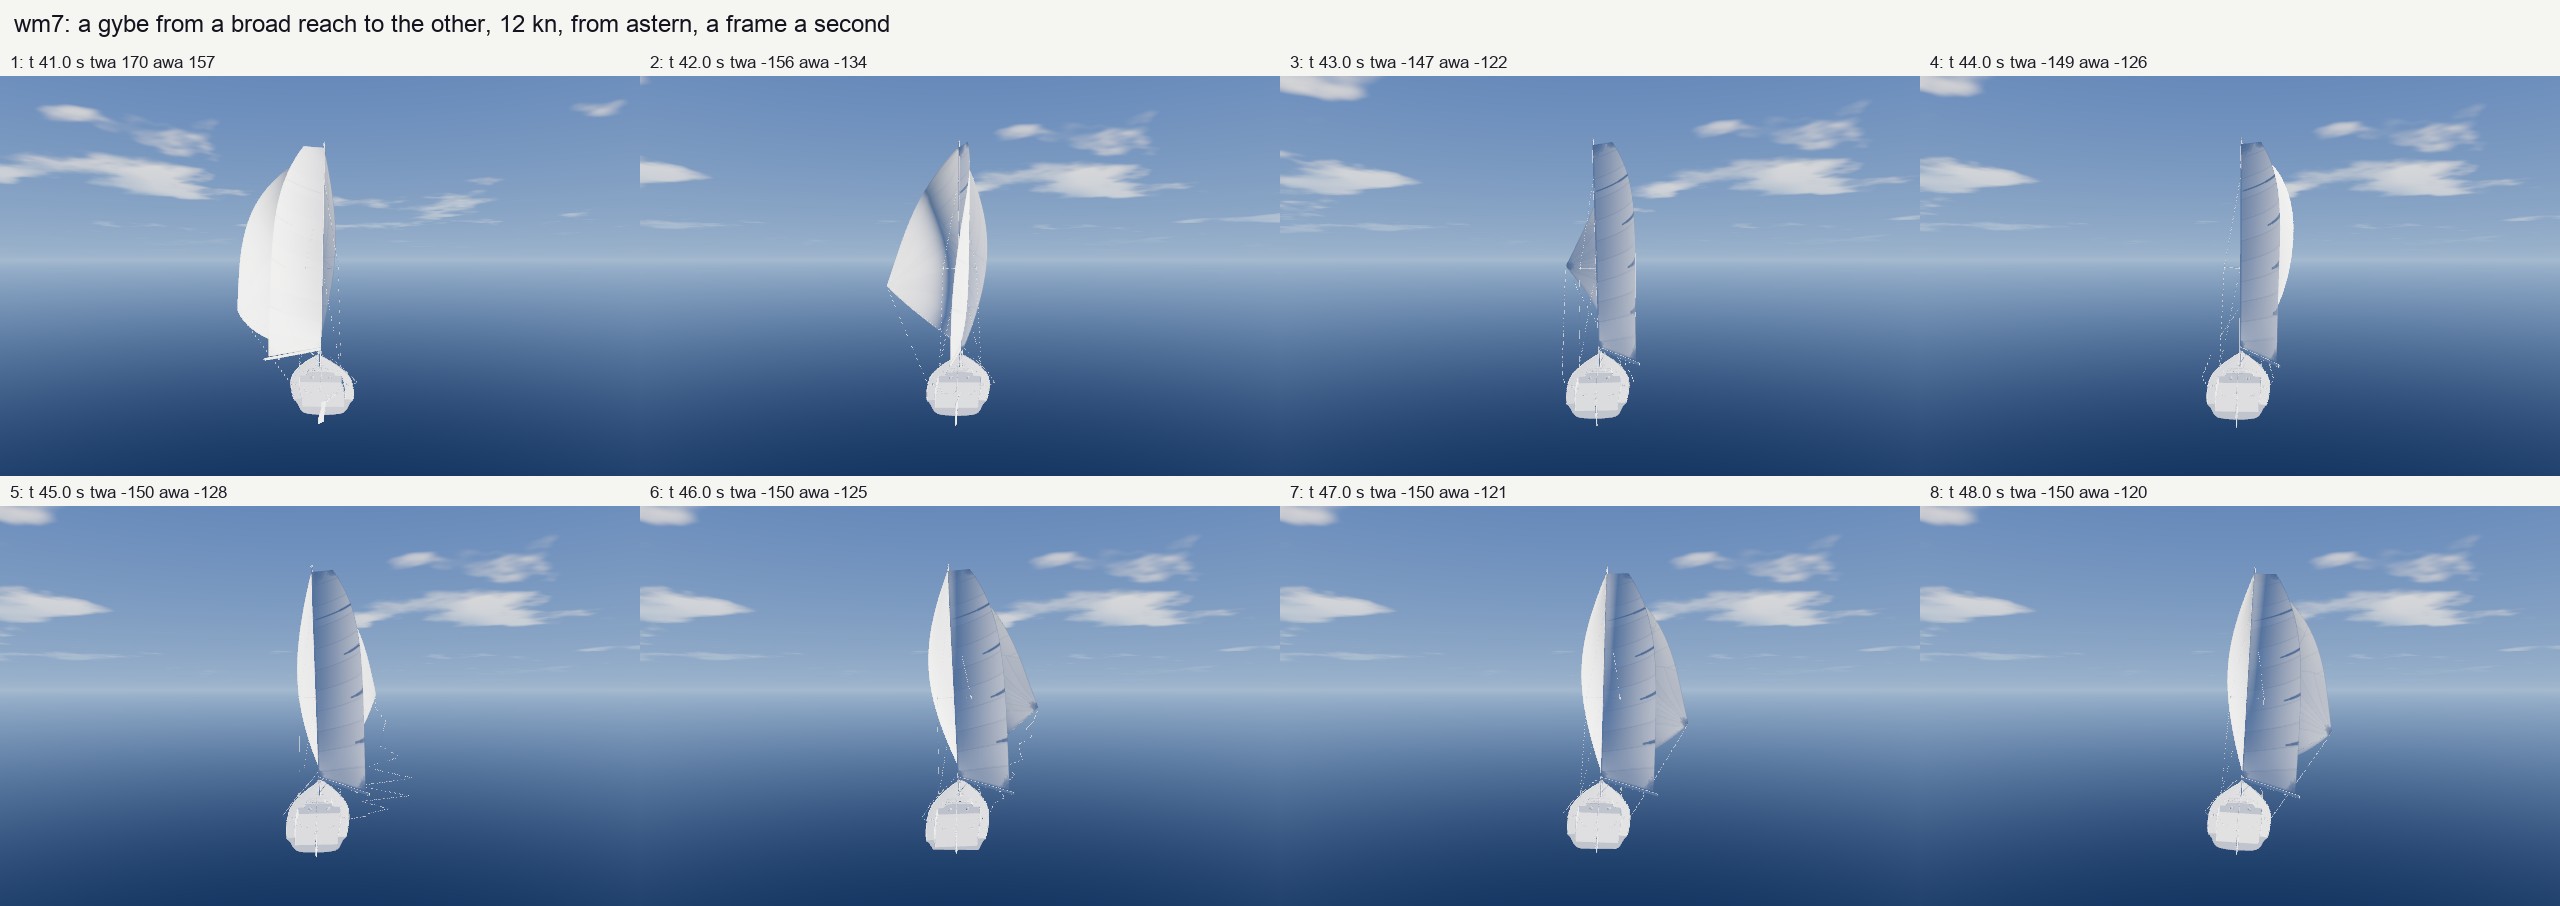 wm7: a gybe from a broad reach to the other, 12 kn, from astern, a frame a second
1: t 41.0 s twa 170 awa 157
2: t 42.0 s twa -156 awa -134
3: t 43.0 s twa -147 awa -122
4: t 44.0 s twa -149 awa -126
5: t 45.0 s twa -150 awa -128
6: t 46.0 s twa -150 awa -125
7: t 47.0 s twa -150 awa -121
8: t 48.0 s twa -150 awa -120